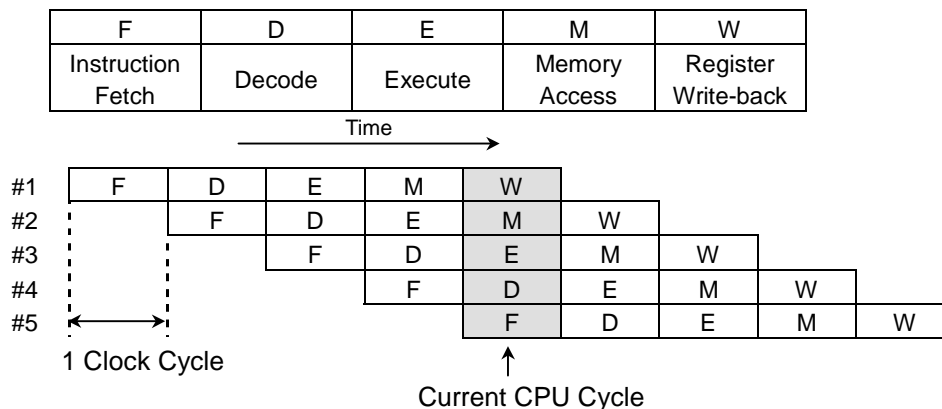 F D E M W
Instruction Fetch Decode Execute Memory Access Register Write-back
Time
#1 F D E M W
#2 F D E M W
#3 F D E M W
#4 F D E M W
#5 F D E M W
1 Clock Cycle
Current CPU Cycle